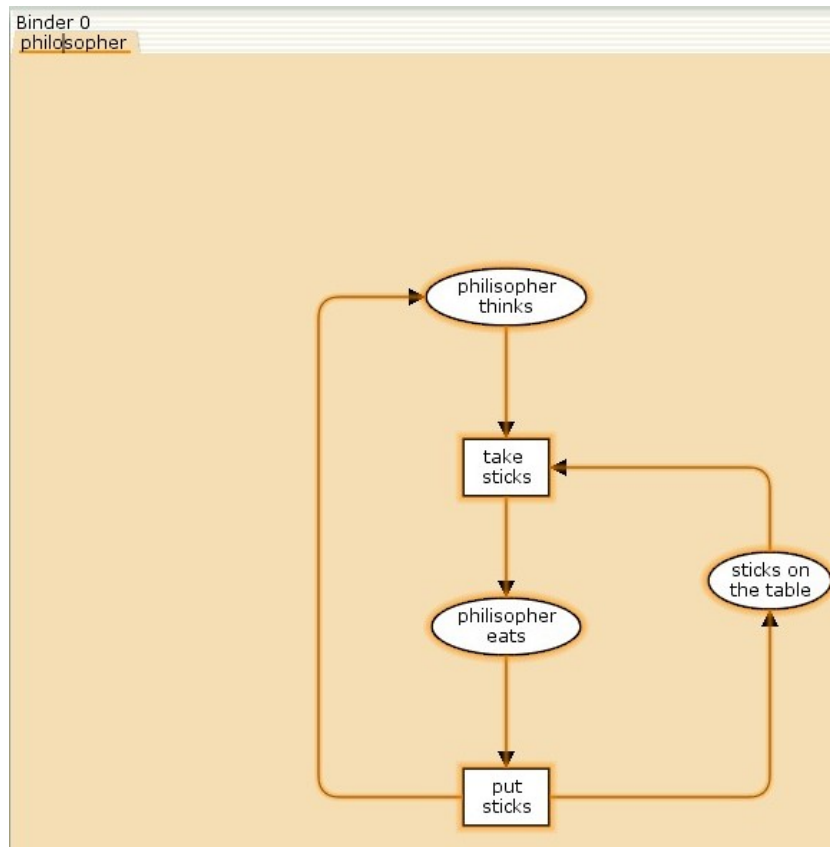 Binder 0
philosopher
philisopher
thinks
take
sticks
sticks on
the table
philisopher
eats
put
sticks